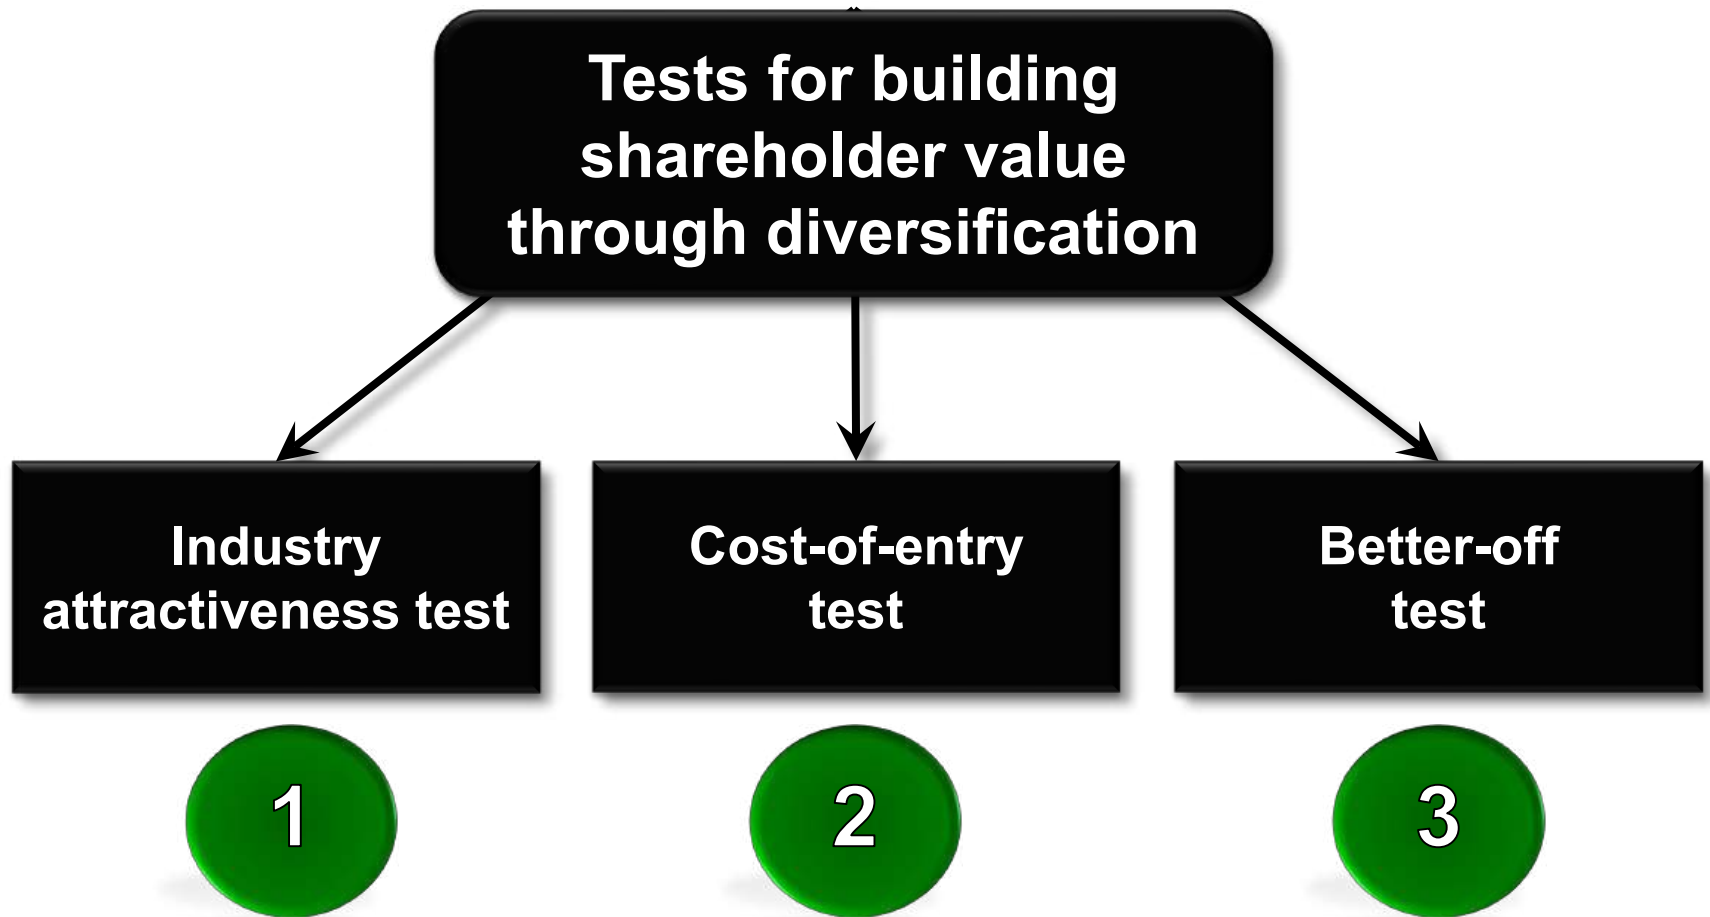 Tests for building
shareholder value
through diversification
Industry
attractiveness test
Cost-of-entry
test
Better-off
test
1
2
3